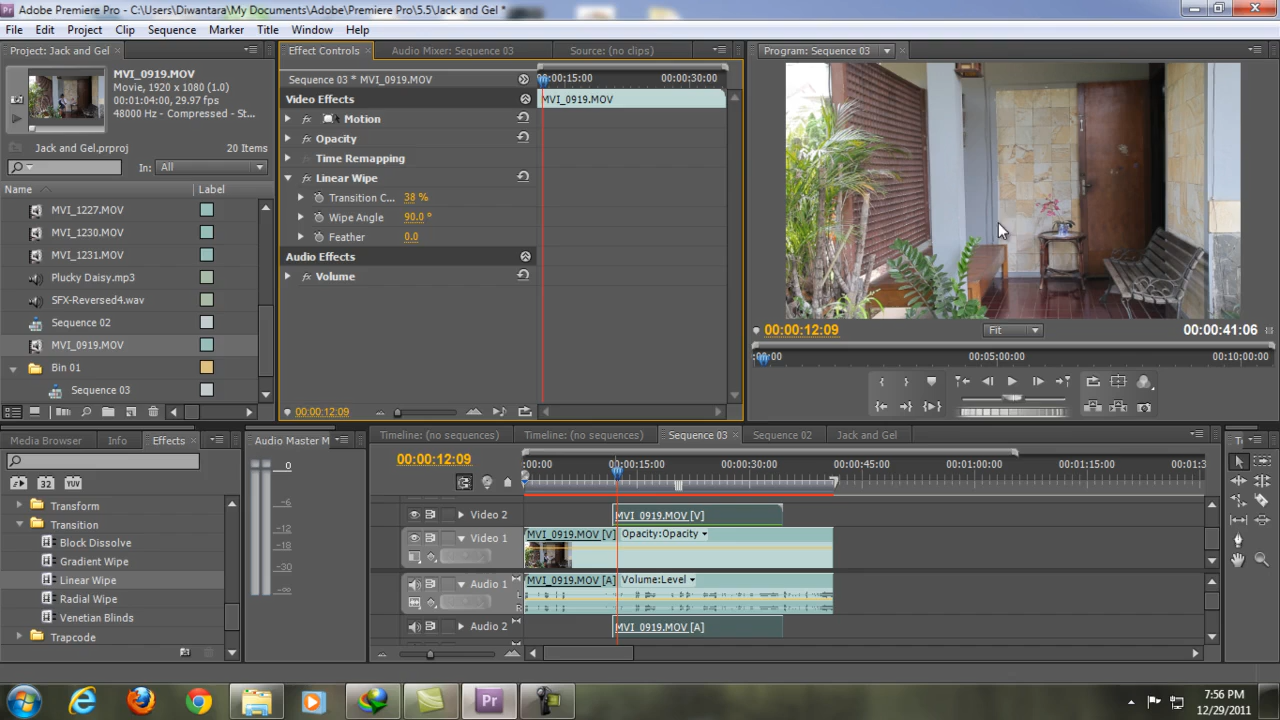 Adobe Premiere Pro - C:\Users\Diwantara\My Documents\Adobe\Premiere Pro\5.5\Jack and Gel *
File Edit Project Clip Sequence Marker Title Window Help
Project: Jack and Gel
MVI_0919.MOV
Movie, 1920 x 1080 (1.0)
00:01:04:00, 29.97 fps
48000 Hz - Compressed - St...
Jack and Gel.prproj
20 Items
In: All
Name Label
MVI_1227.MOV
MVI_1230.MOV
MVI_1231.MOV
Plucky Daisy.mp3
SFX-Reversed4.wav
Sequence 02
MVI_0919.MOV
Bin 01
Sequence 03
Effect Controls Audio Mixer: Sequence 03 Source: (no clips)
Sequence 03 * MVI_0919.MOV
:00:15:00 00:00:30:00
Video Effects
MVI_0919.MOV
fx Motion
fx Opacity
fx Time Remapping
fx Linear Wipe
Transition C... 38 %
Wipe Angle 90.0 °
Feather 0.0
Audio Effects
fx Volume
00:00:12:09
Program: Sequence 03
00:00:12:09 Fit 00:00:41:06
;00;00 00:05:00:00 00:10:00:00
Media Browser Info Effects
32 YUV
Transform
Transition
Block Dissolve
Gradient Wipe
Linear Wipe
Radial Wipe
Venetian Blinds
Trapcode
Audio Master M
0
-6
-12
-18
-30
-∞
Timeline: (no sequences) Timeline: (no sequences) Sequence 03 Sequence 02 Jack and Gel
00:00:12:09
:00:00 00:00:15:00 00:00:30:00 00:00:45:00 00:01:00:00 00:01:15:00 00:01:3
Video 2 MVI_0919.MOV [V]
Video 1 MVI_0919.MOV [V] Opacity:Opacity
Audio 1 MVI_0919.MOV [A] Volume:Level
Audio 2 MVI_0919.MOV [A]
Pr
7:56 PM
12/29/2011